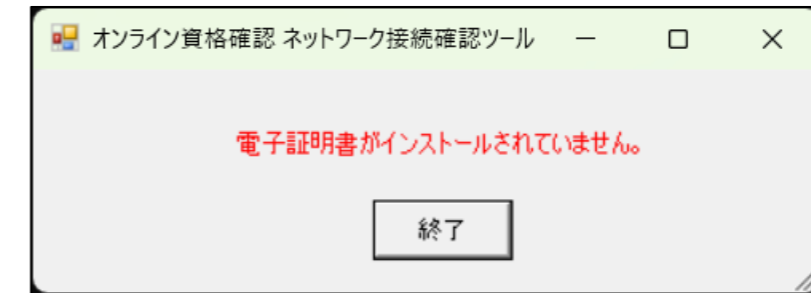 オンライン資格確認 ネットワーク接続確認ツール
電子証明書がインストールされていません。
終了